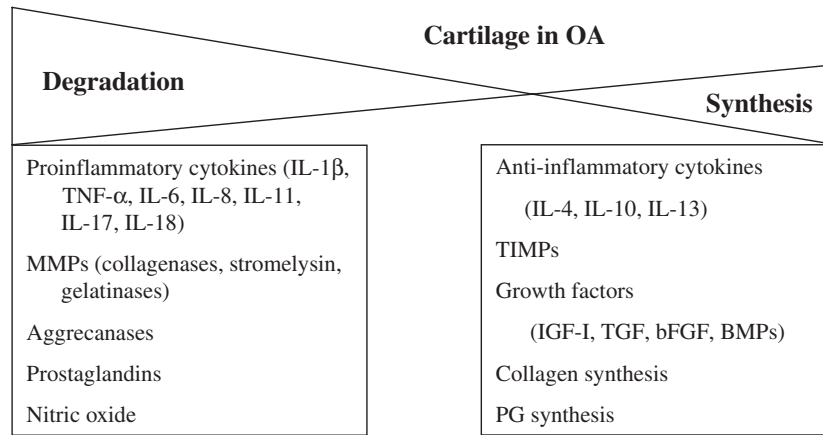 Cartilage in OA
Degradation
Synthesis
Proinflammatory cytokines (IL-1β,
TNF-α, IL-6, IL-8, IL-11,
IL-17, IL-18)
MMPs (collagenases, stromelysin,
gelatinases)
Aggrecanases
Prostaglandins
Nitric oxide
Anti-inflammatory cytokines
(IL-4, IL-10, IL-13)
TIMPs
Growth factors
(IGF-I, TGF, bFGF, BMPs)
Collagen synthesis
PG synthesis